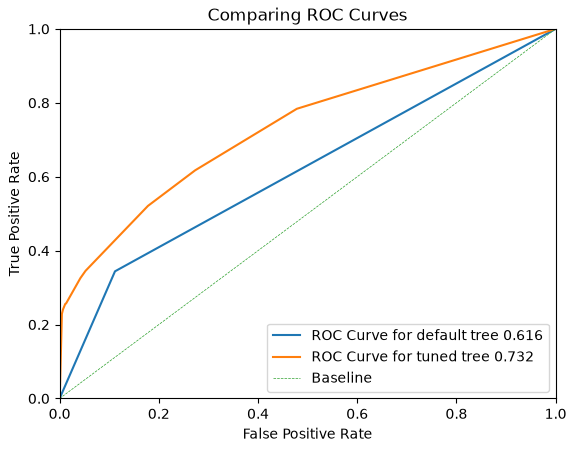 Comparing ROC Curves
True Positive Rate
1.0
0.8
0.6
0.4
0.2
0.0
ROC Curve for default tree 0.616
ROC Curve for tuned tree 0.732
Baseline
0.0 0.2 0.4 0.6 0.8 1.0
False Positive Rate